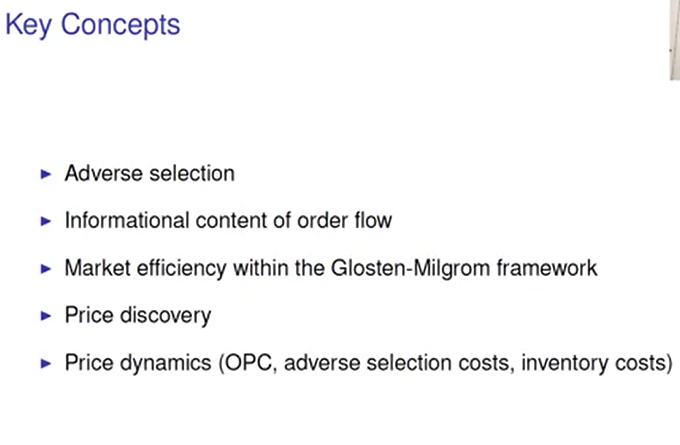 Key Concepts
Adverse selection
Informational content of order flow
Market efficiency within the Glosten-Milgrom framework
Price discovery
Price dynamics (OPC, adverse selection costs, inventory costs)